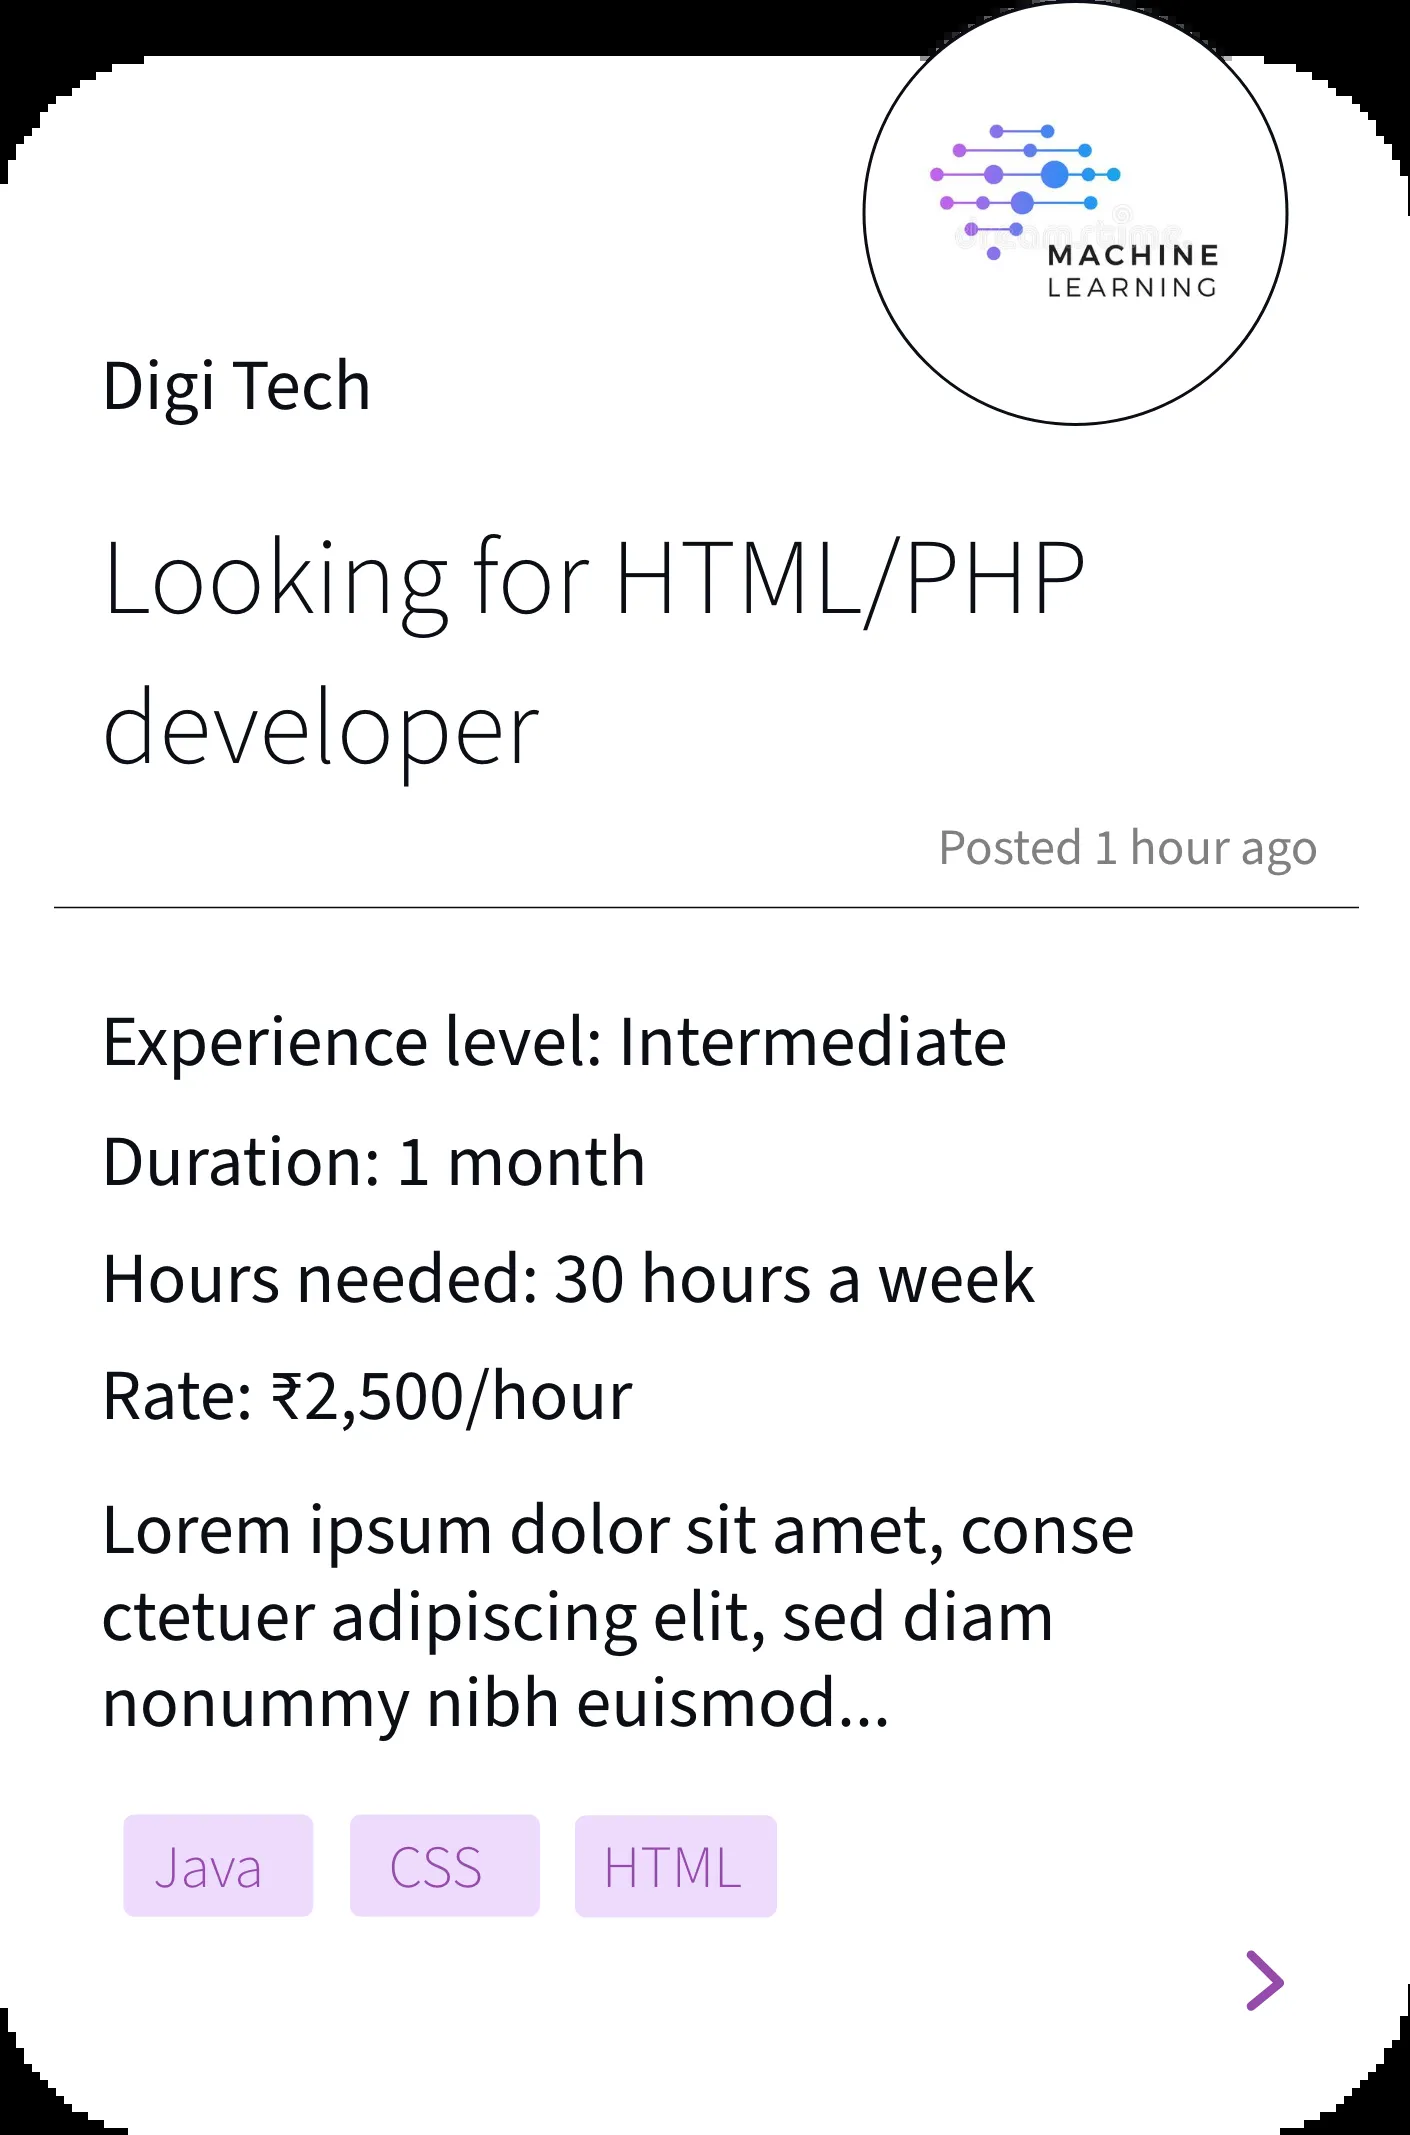 dreamstime
MACHINE
LEARNING
Digi Tech
Looking for HTML/PHP
developer
Posted 1 hour ago
Experience level: Intermediate
Duration: 1 month
Hours needed: 30 hours a week
Rate: ₹2,500/hour
Lorem ipsum dolor sit amet, conse
ctetuer adipiscing elit, sed diam
nonummy nibh euismod...
Java CSS HTML